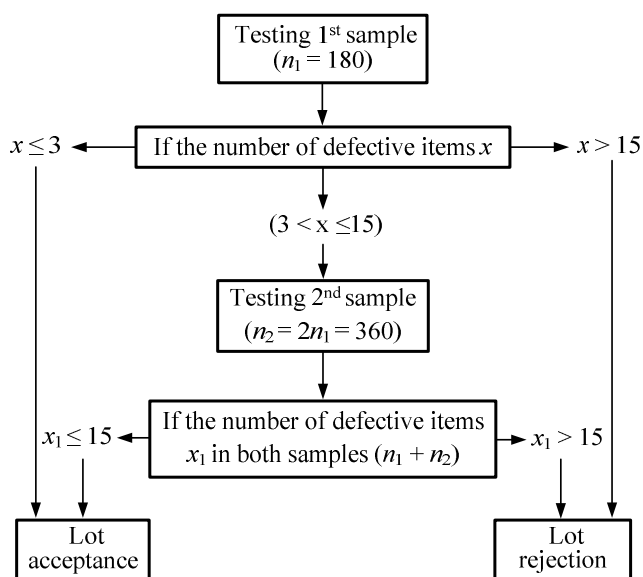 Testing 1st sample
(n1 = 180)
x ≤ 3
If the number of defective items x
x > 15
(3 < x ≤15)
Testing 2nd sample
(n2 = 2n1 = 360)
x1 ≤ 15
If the number of defective items
x1 in both samples (n1 + n2)
x1 > 15
Lot
acceptance
Lot
rejection